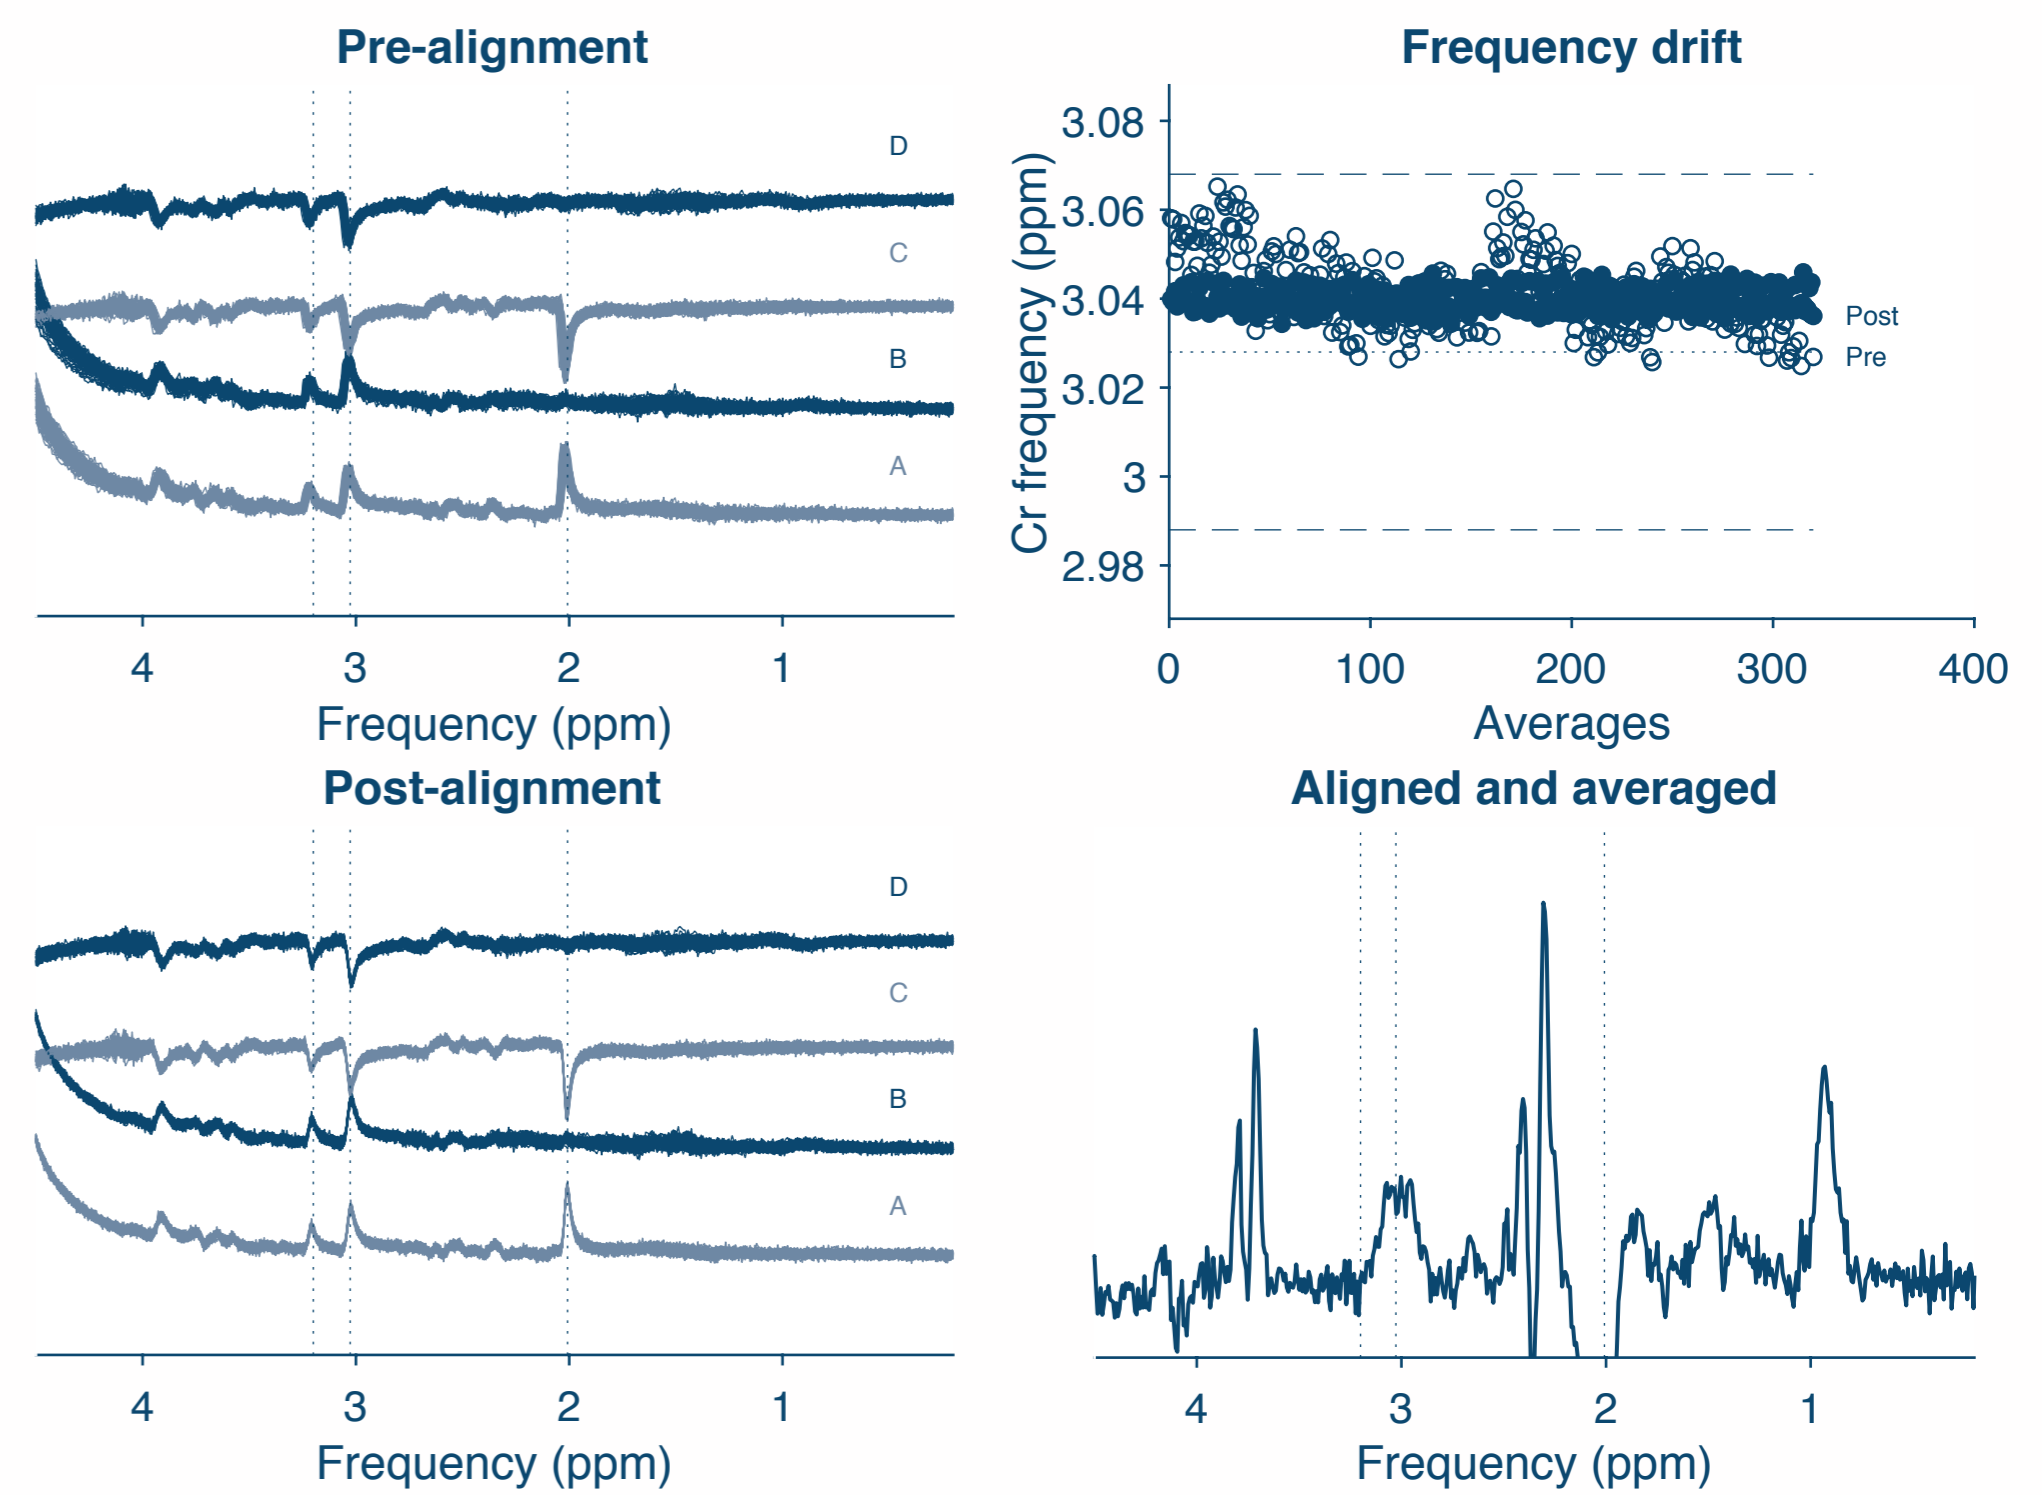 Pre-alignment
D
C
B
A
4 3 2 1
Frequency (ppm)
Frequency drift
Cr frequency (ppm)
3.08
3.06
3.04
3.02
3
2.98
Post
Pre
0 100 200 300 400
Averages
Post-alignment
D
C
B
A
4 3 2 1
Frequency (ppm)
Aligned and averaged
4 3 2 1
Frequency (ppm)